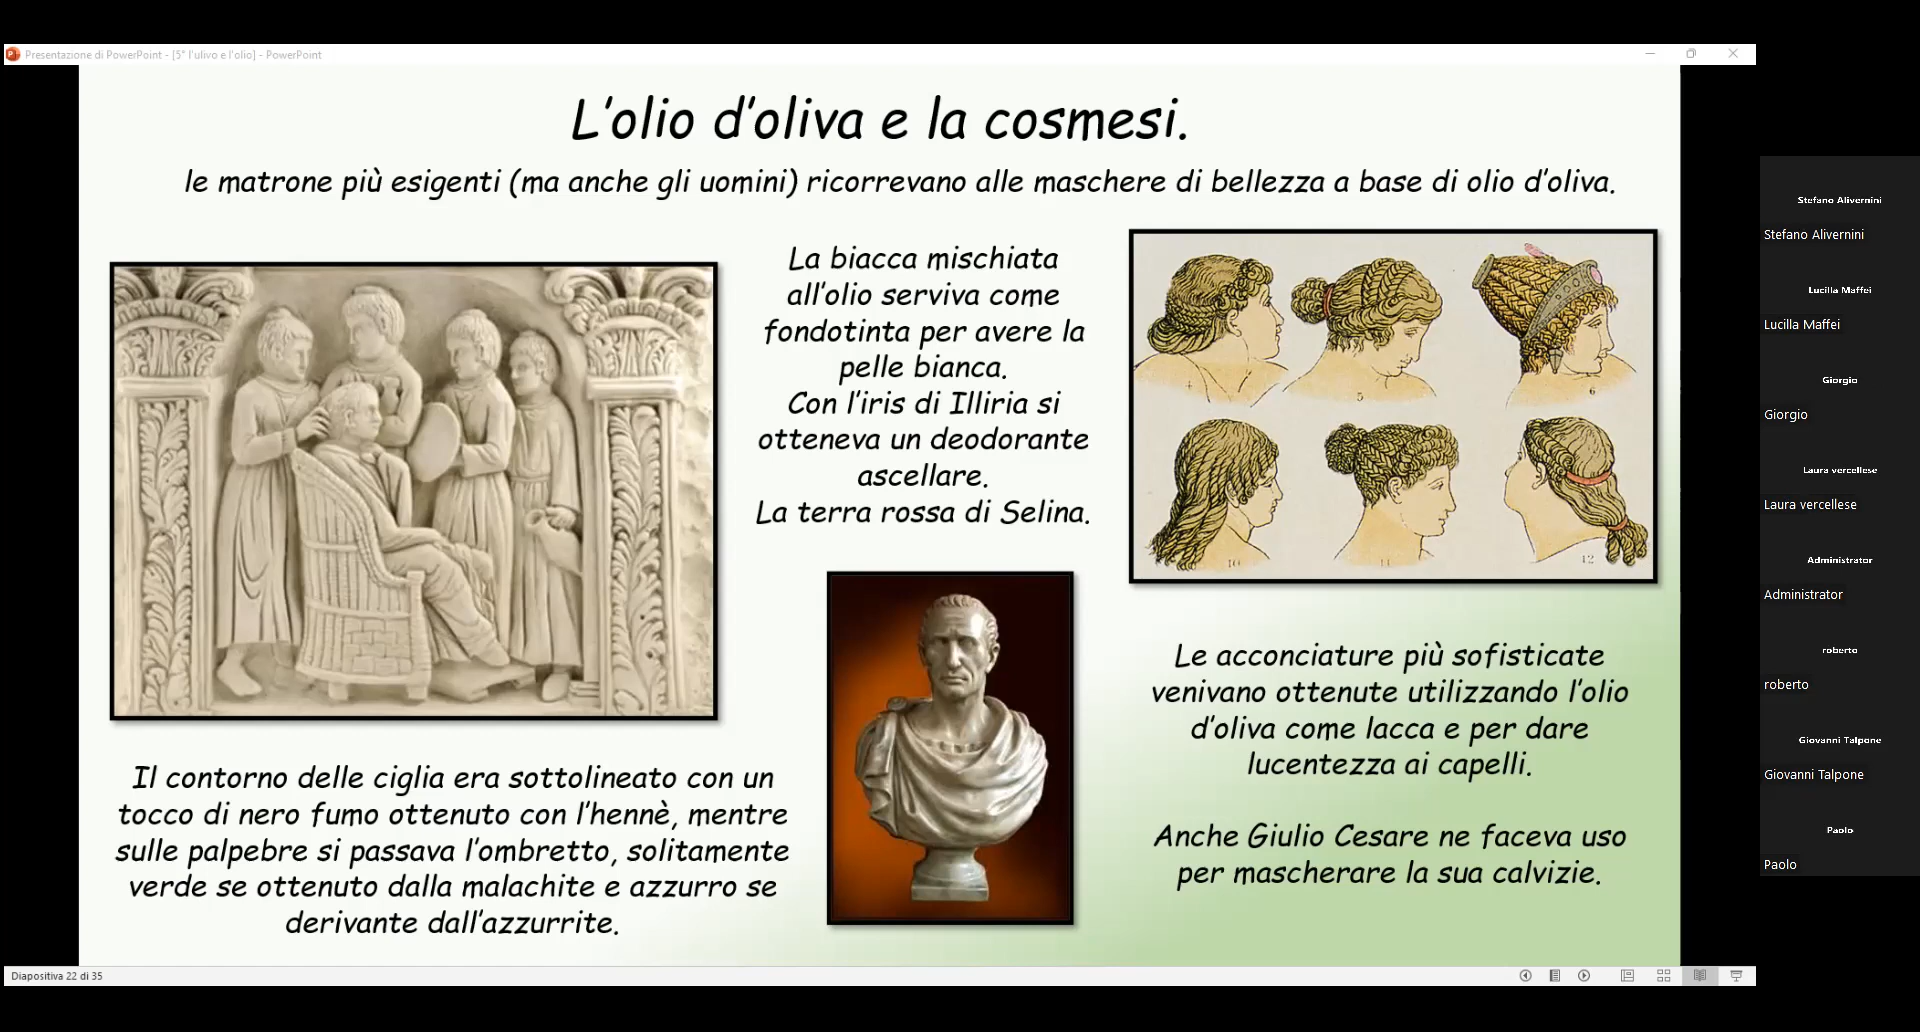 Presentazione di PowerPoint - [5° l'ulivo e l'olio] - PowerPoint
L'olio d'oliva e la cosmesi.
le matrone più esigenti (ma anche gli uomini) ricorrevano alle maschere di bellezza a base di olio d'oliva.
La biacca mischiata
all'olio serviva come
fondotinta per avere la
pelle bianca.
Con l'iris di Illiria si
otteneva un deodorante
ascellare.
La terra rossa di Selina.
4
5
6
10
11
12
Il contorno delle ciglia era sottolineato con un
tocco di nero fumo ottenuto con l'hennè, mentre
sulle palpebre si passava l'ombretto, solitamente
verde se ottenuto dalla malachite e azzurro se
derivante dall'azzurrite.
Le acconciature più sofisticate
venivano ottenute utilizzando l'olio
d'oliva come lacca e per dare
lucentezza ai capelli.
Anche Giulio Cesare ne faceva uso
per mascherare la sua calvizie.
Diapositiva 22 di 35
Stefano Alivernini
Stefano Alivernini
Lucilla Maffei
Lucilla Maffei
Giorgio
Giorgio
Laura vercellese
Laura vercellese
Administrator
Administrator
roberto
roberto
Giovanni Talpone
Giovanni Talpone
Paolo
Paolo